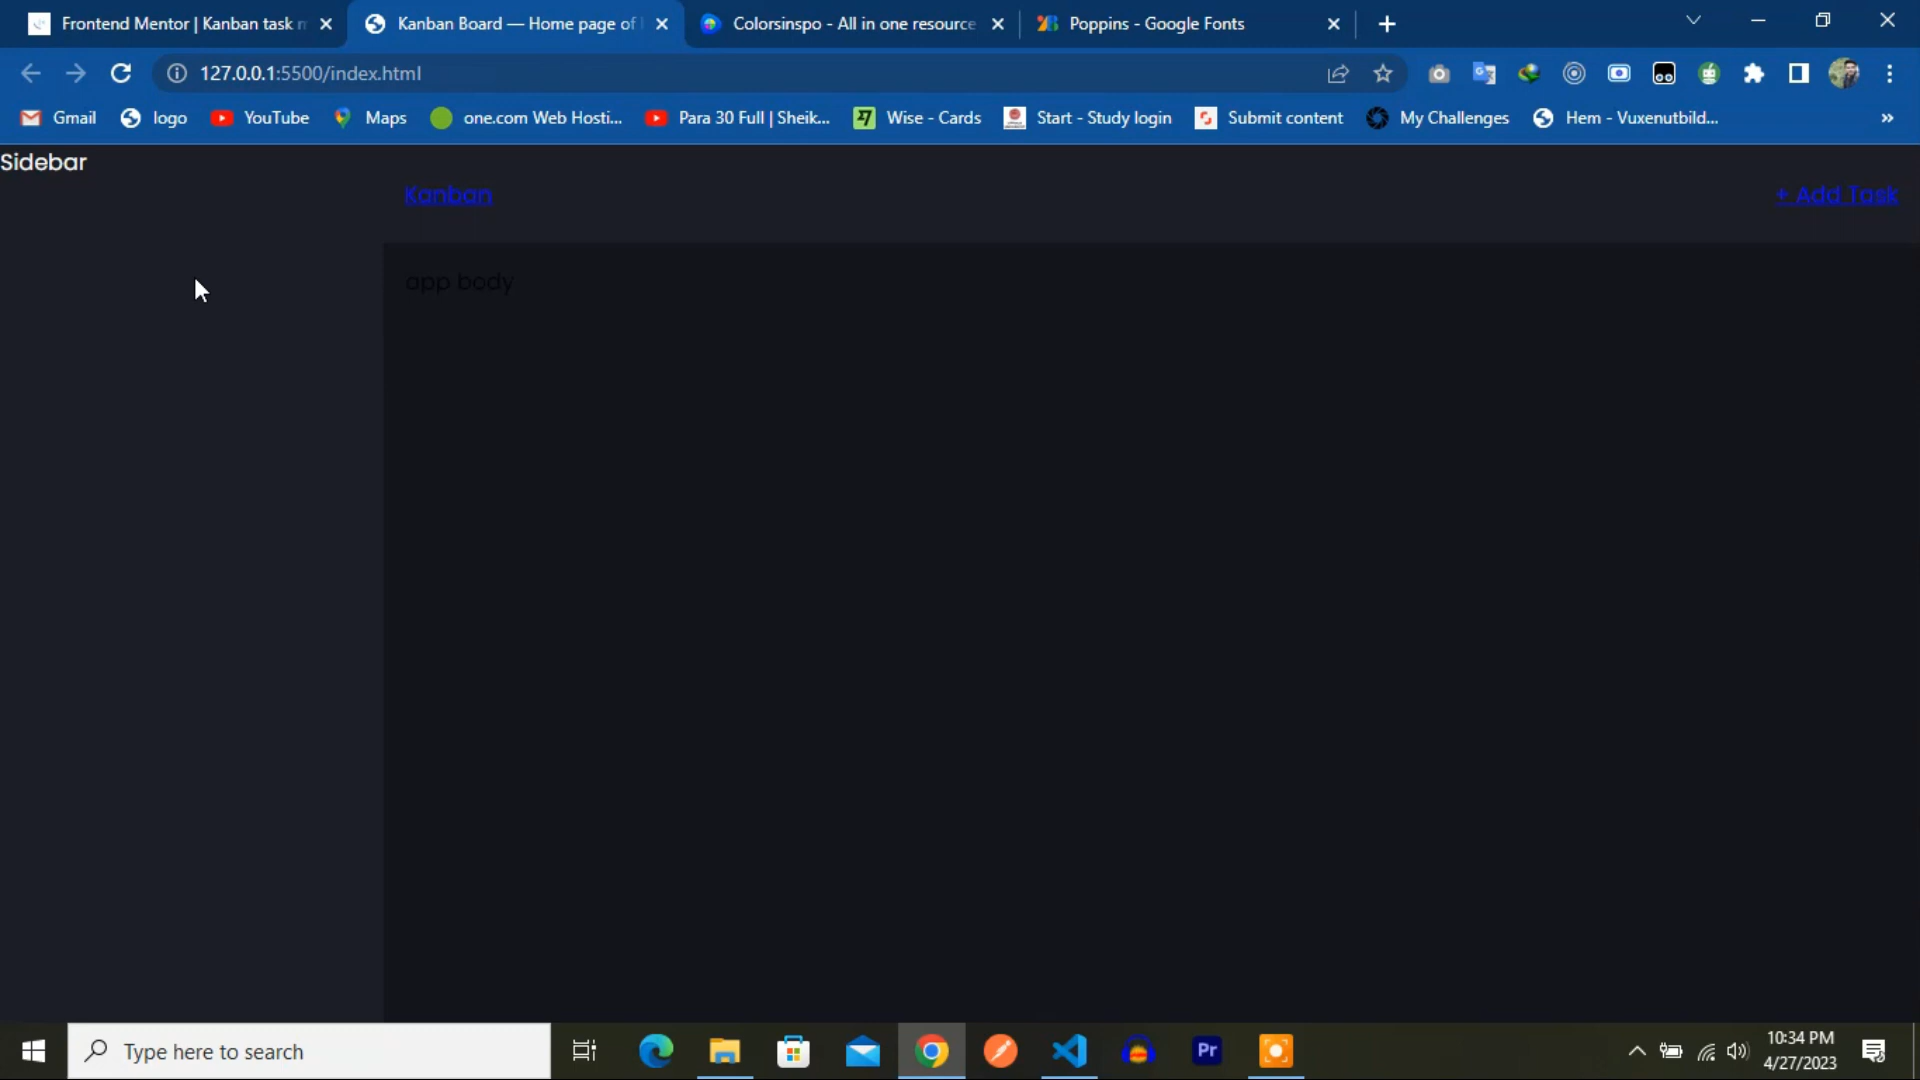 Frontend Mentor | Kanban task m
Kanban Board — Home page of
Colorsinspo - All in one resource
Poppins - Google Fonts
127.0.0.1:5500/index.html
Gmail
logo
YouTube
Maps
one.com Web Hosti...
Para 30 Full | Sheik...
Wise - Cards
Start - Study login
Submit content
My Challenges
Hem - Vuxenutbild...
»
Sidebar
Kanban
+ Add Task
app body
Type here to search
Pr
10:34 PM
4/27/2023